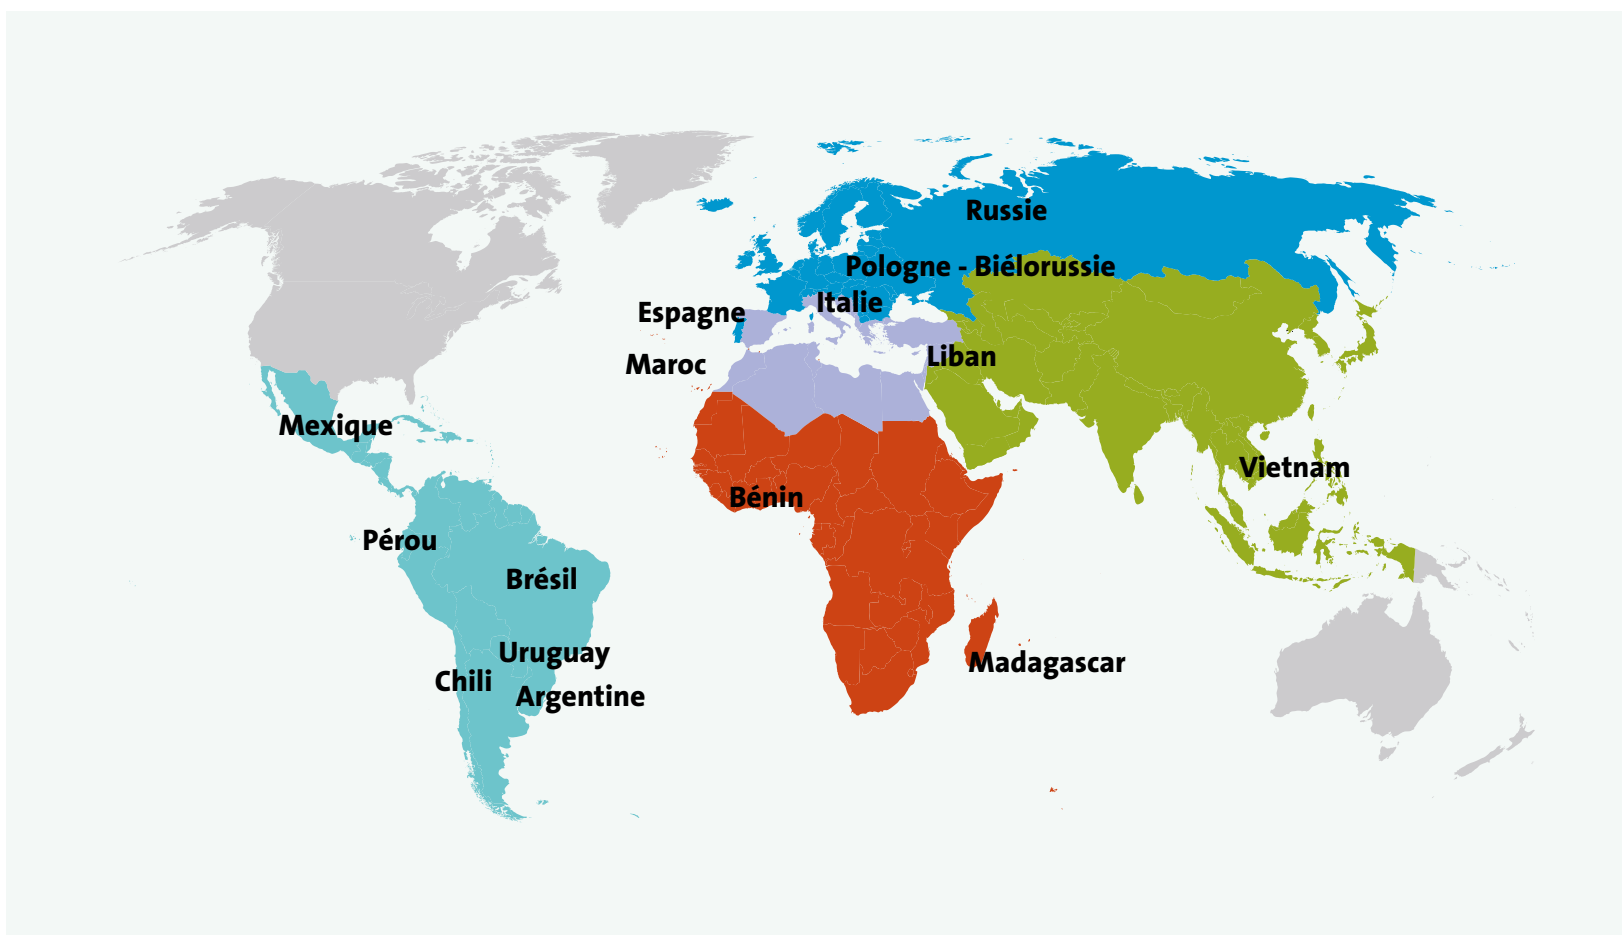 Russie
Pologne - Biélorussie
Italie
Espagne
Liban
Maroc
Mexique
Vietnam
Bénin
Pérou
Brésil
Uruguay
Madagascar
Chili
Argentine